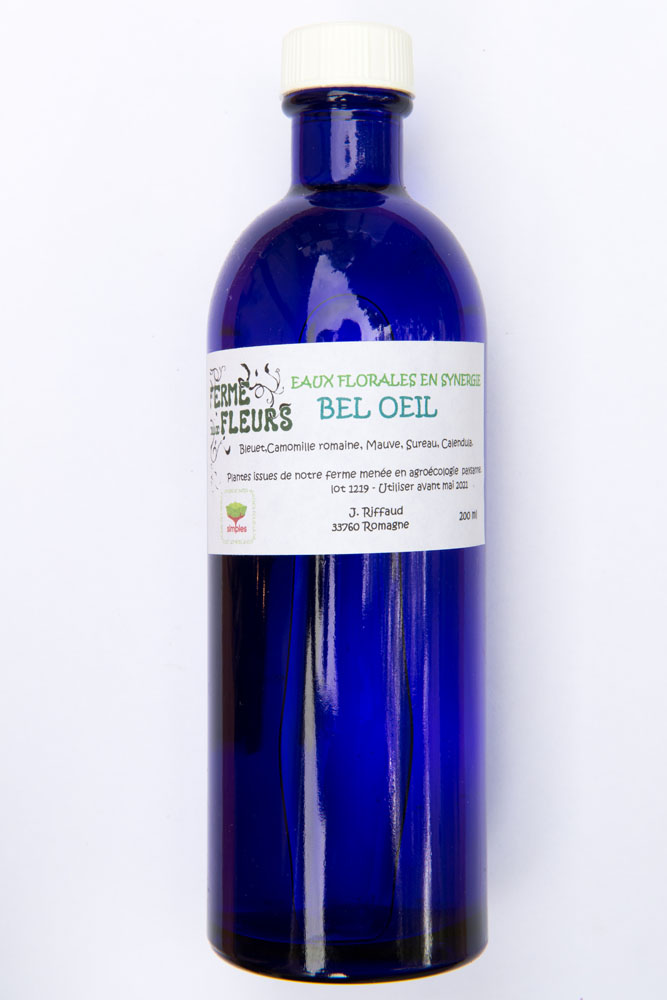 FERME
FLEURS
EAUX FLORALES EN SYNERGIE
BEL OEIL
Bleuet,Camomille romaine, Mauve, Sureau, Calendula.
Plantes issues de notre ferme menée en agroécologie paysanne.
lot 1219 - Utiliser avant mai 2021
simples
J. Riffaud
33760 Romagne
200 ml